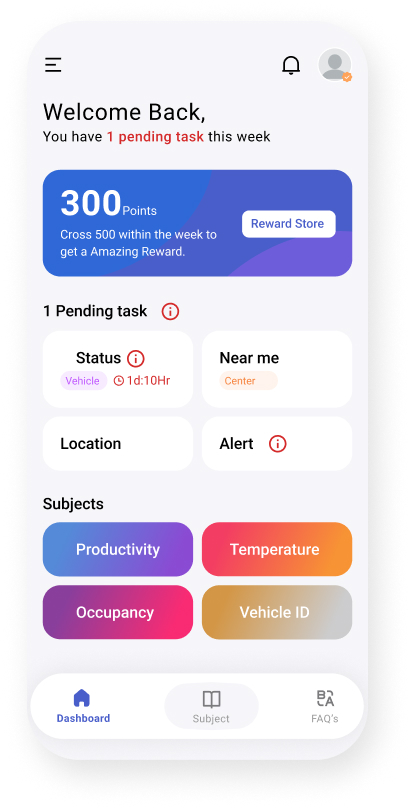 Welcome Back,
You have 1 pending task this week
300 Points
Cross 500 within the week to
get a Amazing Reward.
Reward Store
1 Pending task
Status
Vehicle 1d:10Hr
Near me
Center
Location
Alert
Subjects
Productivity
Temperature
Occupancy
Vehicle ID
Dashboard
Subject
FAQ's